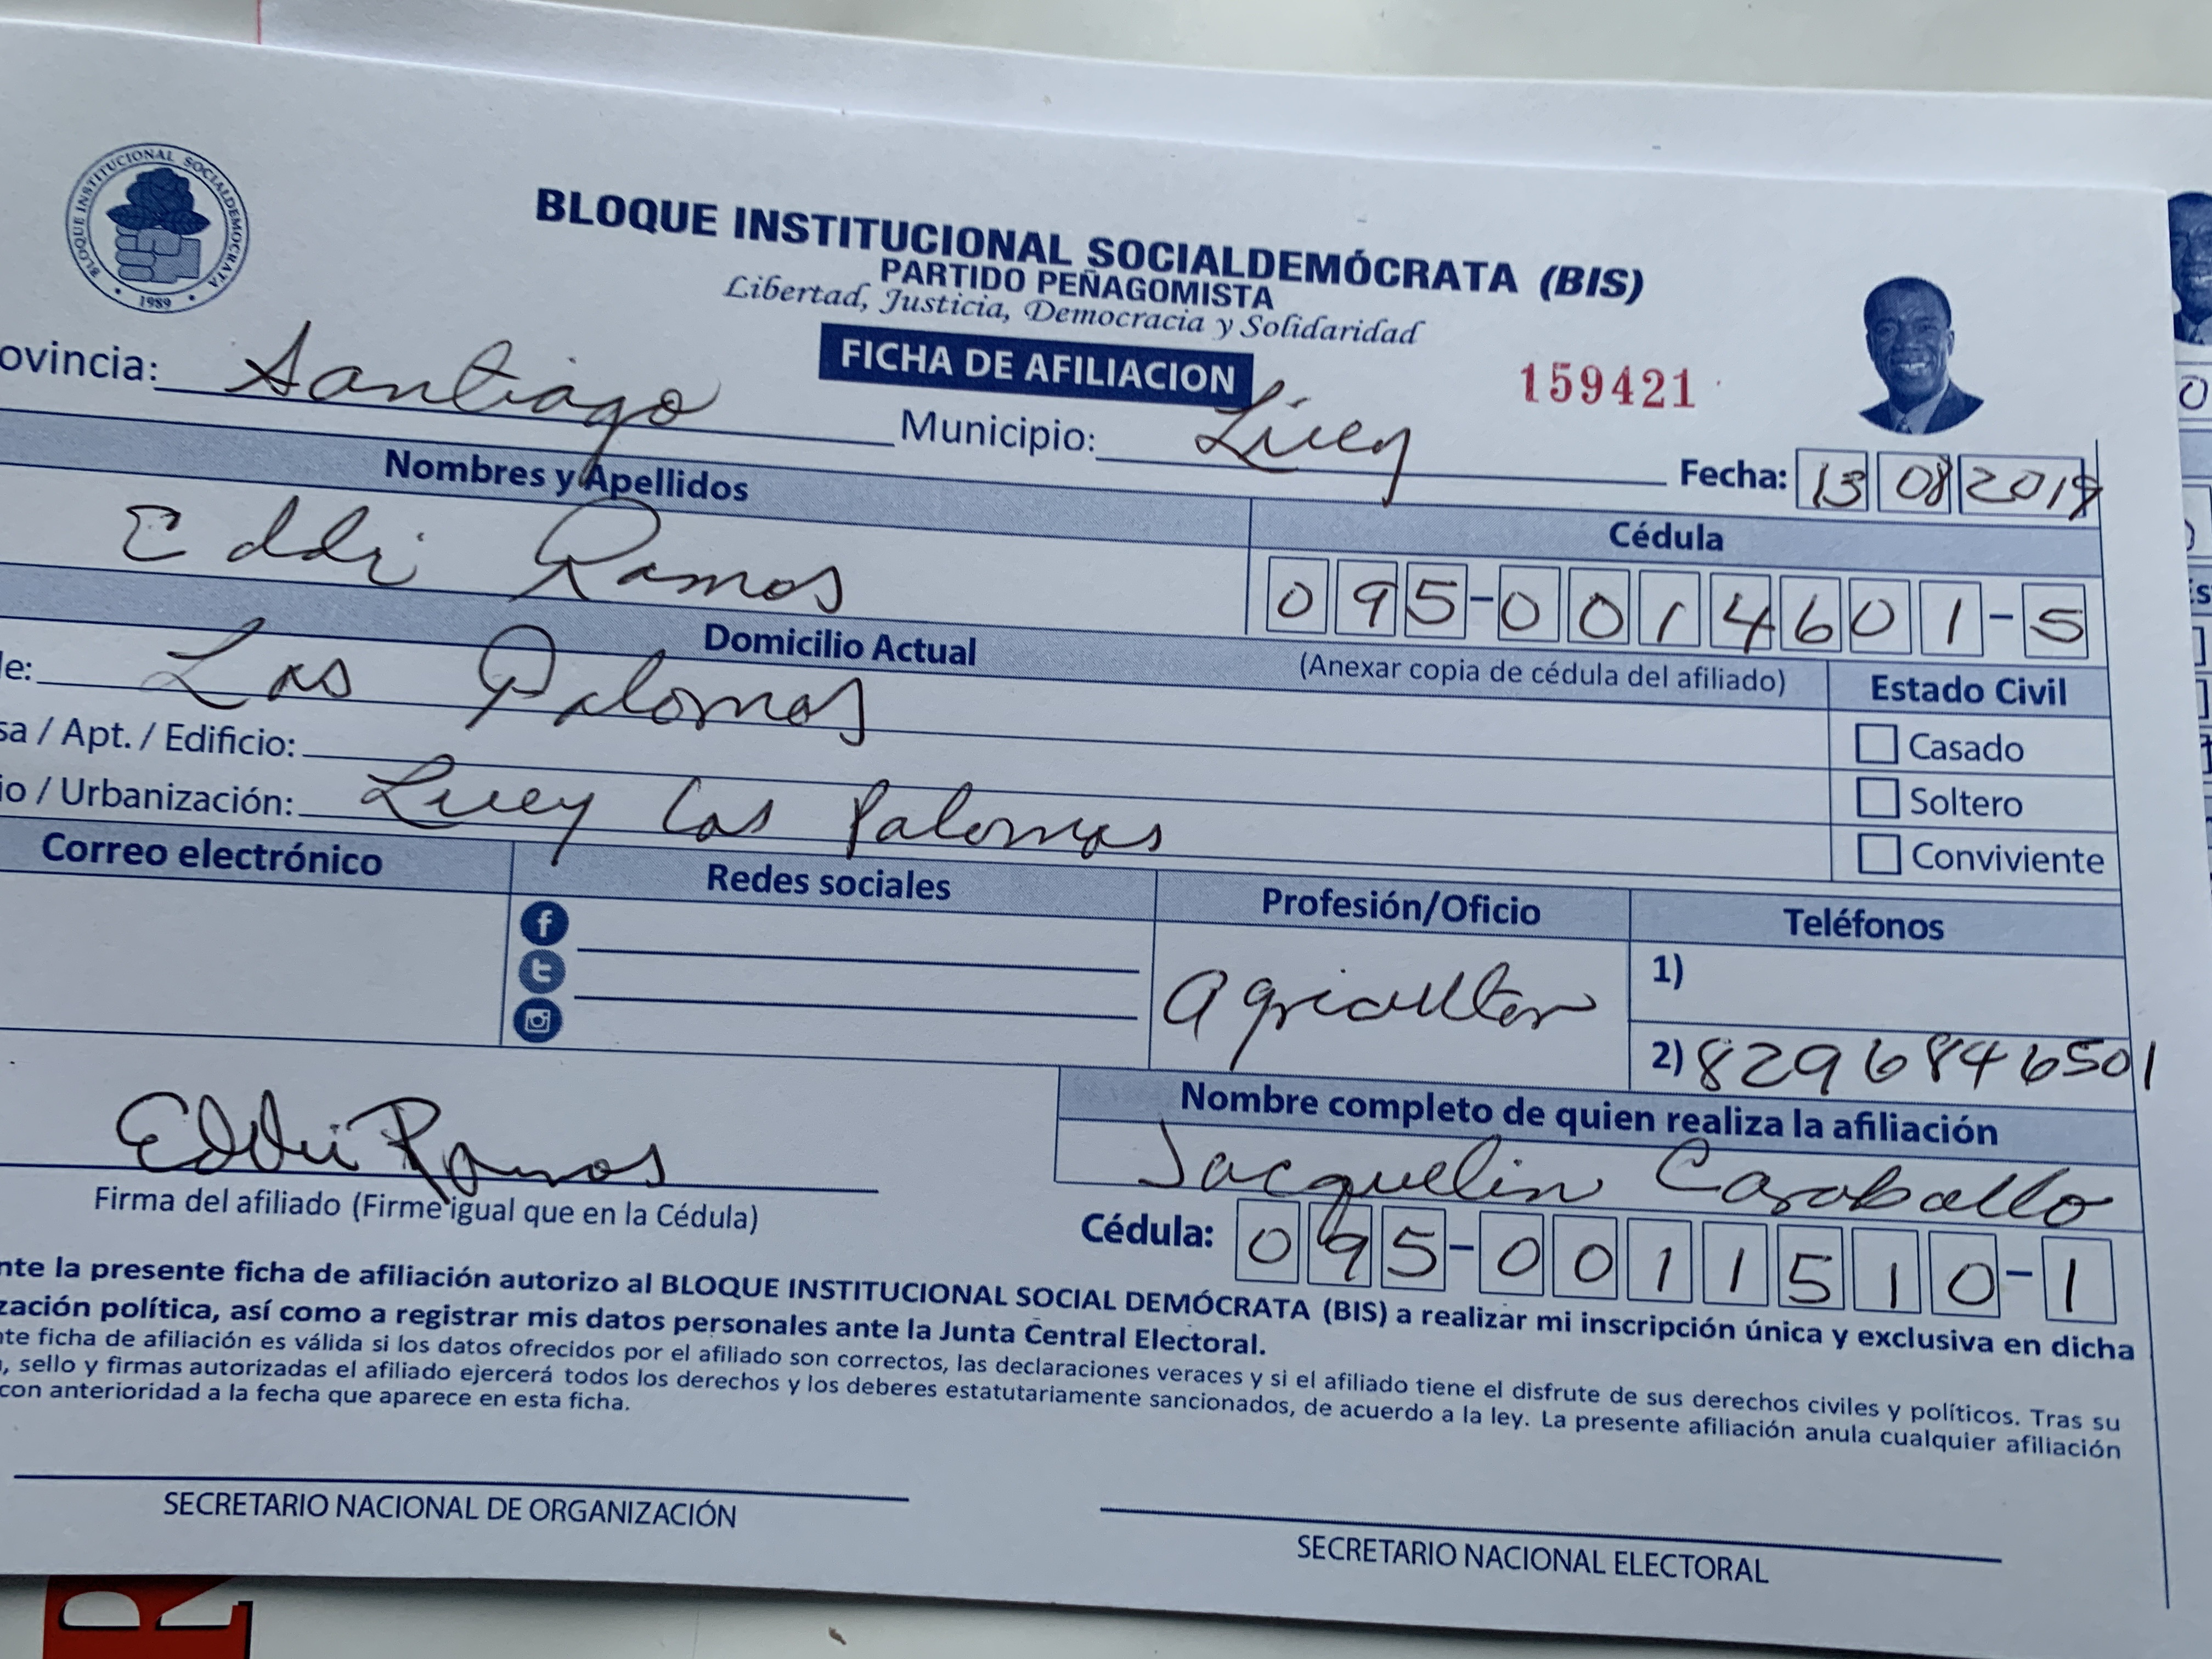 BLOQUE INSTITUCIONAL SOCIALDEMOCRATA
1989
BLOQUE INSTITUCIONAL SOCIALDEMÓCRATA (BIS)
PARTIDO PEÑAGOMISTA
Libertad, Justicia, Democracia y Solidaridad
FICHA DE AFILIACION
159421
ovincia: Santiago Municipio: Licey Fecha: 13 08 2019
Nombres y Apellidos
Cédula
Eddi Ramos
095-0014601-5
Domicilio Actual
(Anexar copia de cédula del afiliado)
Estado Civil
le: Las Palomas
Casado
sa / Apt. / Edificio:
Soltero
io / Urbanización: Licey Las Palomas
Conviviente
Correo electrónico
Redes sociales
Profesión/Oficio
Teléfonos
Agricultor
1)
2) 8296846501
Nombre completo de quien realiza la afiliación
Jacquelin Caraballo
Eddi Ramos
Firma del afiliado (Firme igual que en la Cédula)
Cédula: 095-0011510-1
nte la presente ficha de afiliación autorizo al BLOQUE INSTITUCIONAL SOCIAL DEMÓCRATA (BIS) a realizar mi inscripción única y exclusiva en dicha
zación política, así como a registrar mis datos personales ante la Junta Central Electoral.
nte ficha de afiliación es válida si los datos ofrecidos por el afiliado son correctos, las declaraciones veraces y si el afiliado tiene el disfrute de sus derechos civiles y políticos. Tras su
, sello y firmas autorizadas el afiliado ejercerá todos los derechos y los deberes estatutariamente sancionados, de acuerdo a la ley. La presente afiliación anula cualquier afiliación
con anterioridad a la fecha que aparece en esta ficha.
SECRETARIO NACIONAL DE ORGANIZACIÓN
SECRETARIO NACIONAL ELECTORAL
R